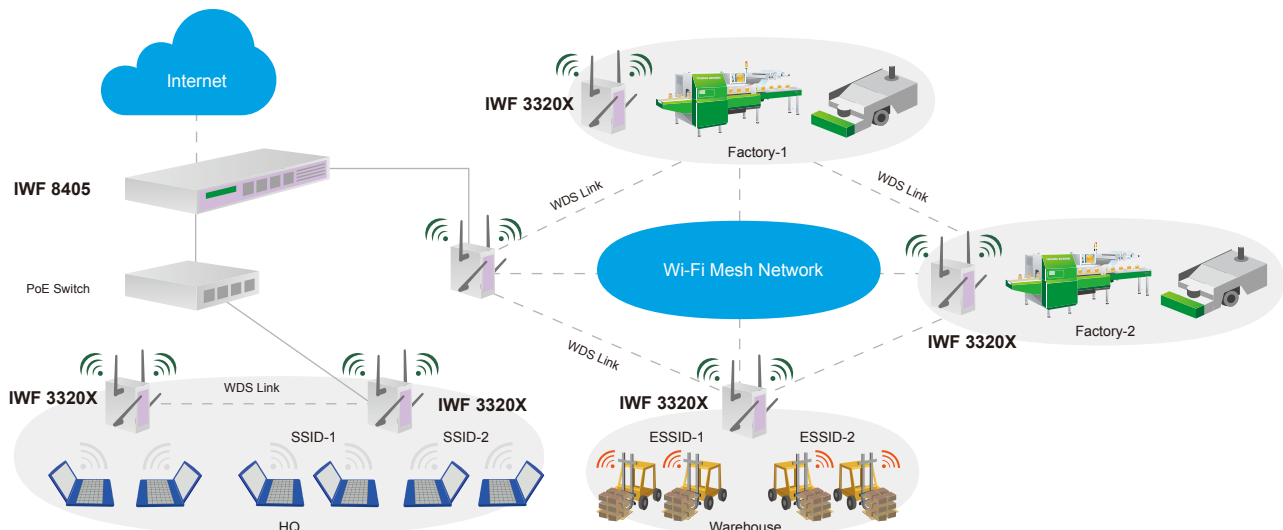 Internet
IWF 3320X
Factory-1
IWF 8405
WDS Link
WDS Link
Wi-Fi Mesh Network
PoE Switch
Factory-2
IWF 3320X
WDS Link
WDS Link
IWF 3320X
IWF 3320X
IWF 3320X
SSID-1
SSID-2
ESSID-1
ESSID-2
HQ
Warehouse